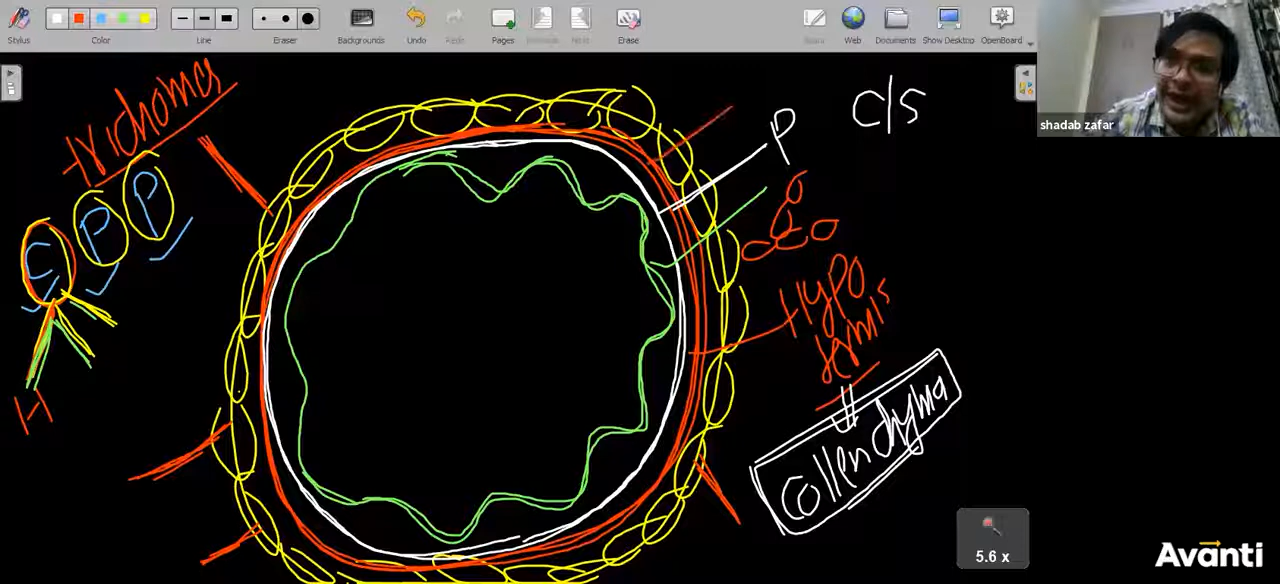 Stylus
Color
Line
Eraser
Backgrounds
Undo
Redo
Pages
Erase
Web
Documents
Show Desktop
OpenBoard
shadab zafar
trichomes
C/S
P
C P P
H
Hypo
dermis
Collenchyma
5.6 x
Avanti